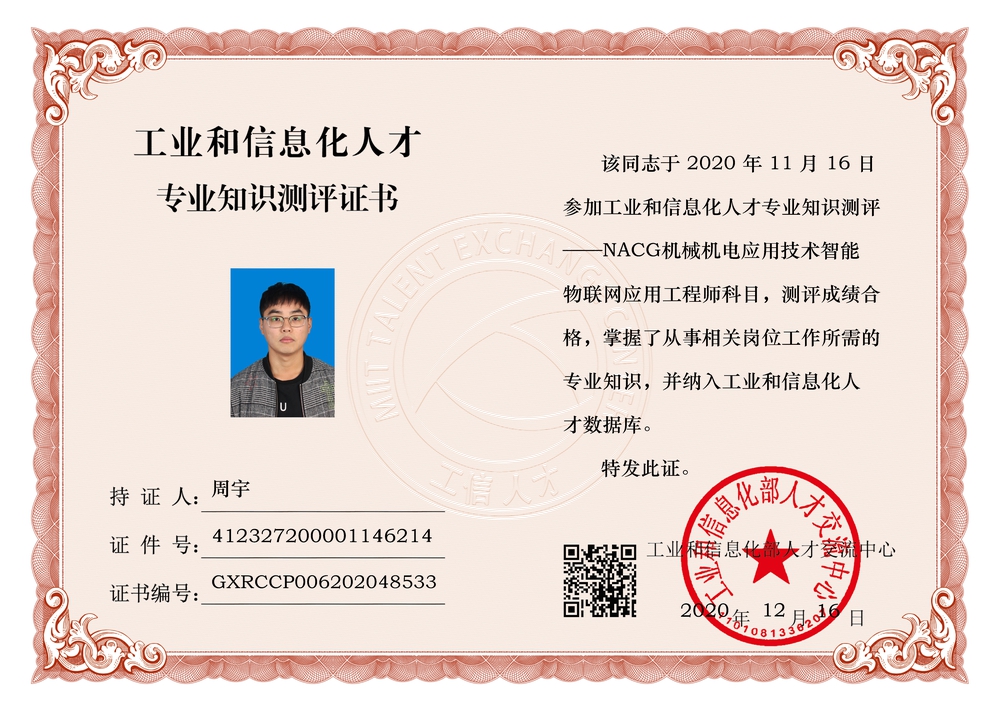 工业和信息化人才
专业知识测评证书
该同志于 2020 年 11 月 16 日
参加工业和信息化人才专业知识测评
——NACG机械机电应用技术智能
物联网应用工程师科目，测评成绩合
格，掌握了从事相关岗位工作所需的
专业知识，并纳入工业和信息化人
才数据库。
特发此证。
持 证 人: 周宇
证 件 号: 412327200001146214
证书编号: GXRCCP006202048533
工业和信息化部人才交流中心
2020 年 12 月 16 日
工业和信息化部人才交流中心
MIIT TALENT EXCHANGE CENTER
工信人才
U